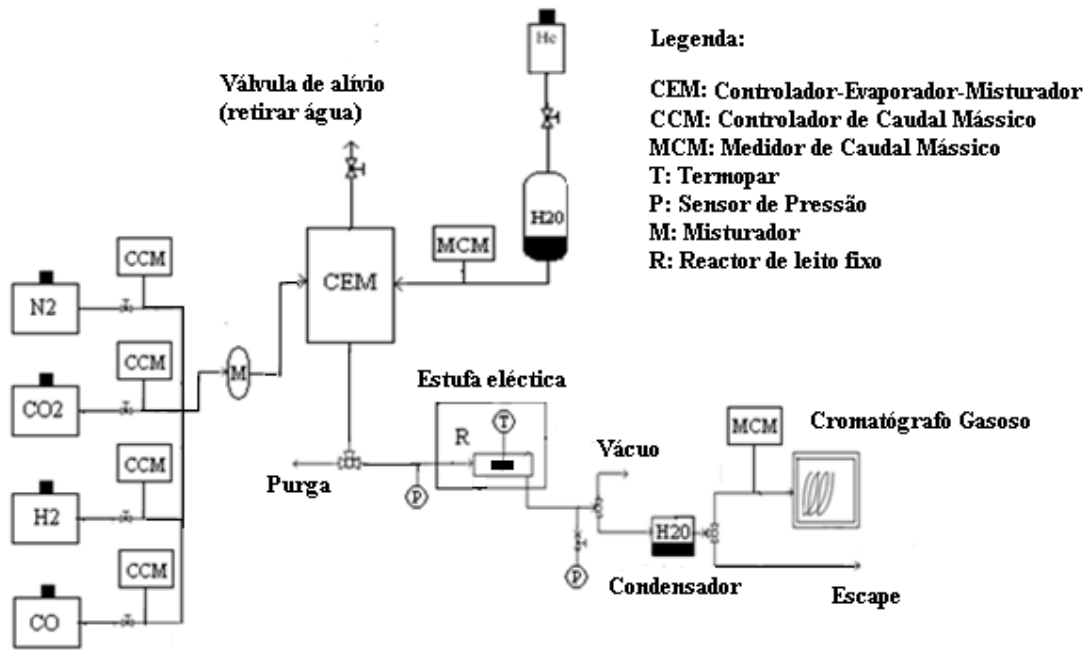 Hc
Legenda:
CEM: Controlador-Evaporador-Misturador
CCM: Controlador de Caudal Mássico
MCM: Medidor de Caudal Mássico
T: Termopar
P: Sensor de Pressão
M: Misturador
R: Reactor de leito fixo
Válvula de alívio
(retirar água)
H20
MCM
CEM
CCM
N2
CCM
CO2
M
CCM
H2
CCM
CO
Estufa eléctica
R
T
Purga
P
Vácuo
P
H20
Condensador
MCM
Cromatógrafo Gasoso
Escape